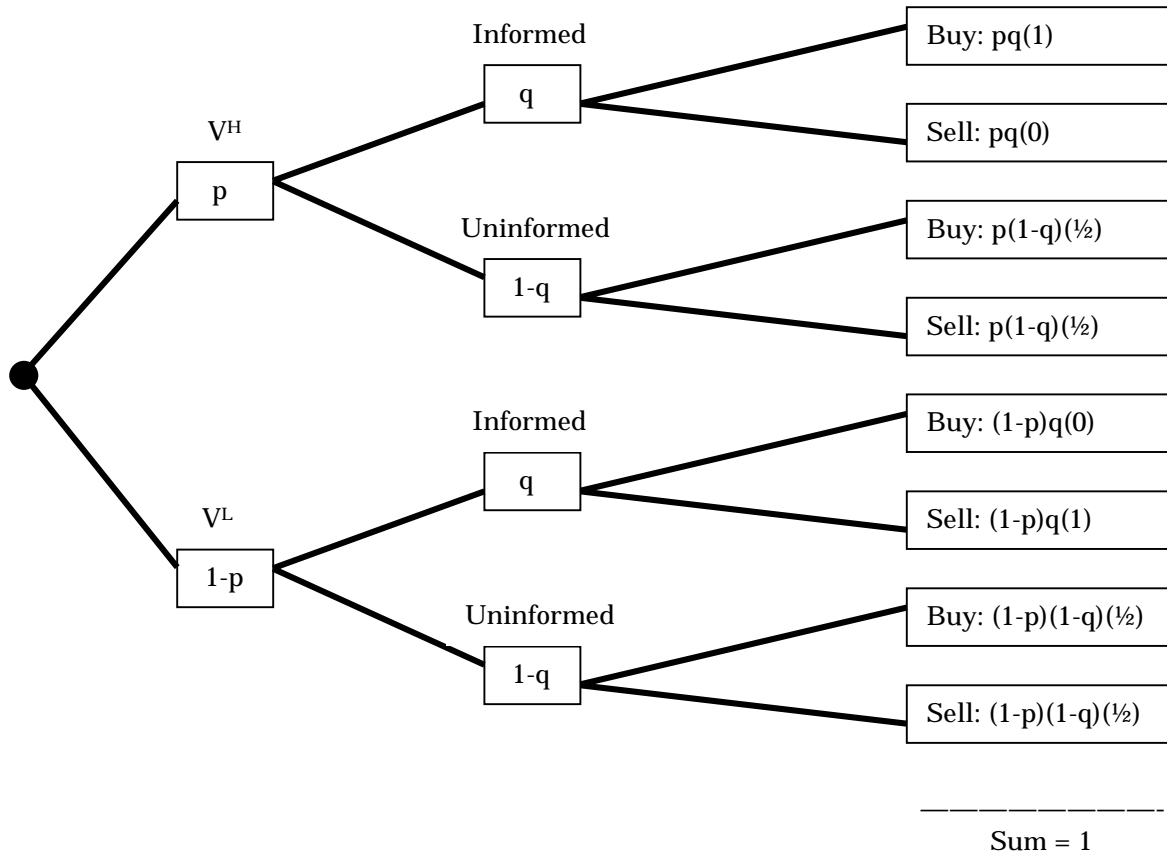 Informed
Buy: pq(1)
q
Sell: pq(0)
V^H
p
Uninformed
Buy: p(1-q)(½)
1-q
Sell: p(1-q)(½)
Informed
Buy: (1-p)q(0)
q
Sell: (1-p)q(1)
V^L
1-p
Uninformed
Buy: (1-p)(1-q)(½)
1-q
Sell: (1-p)(1-q)(½)
Sum = 1